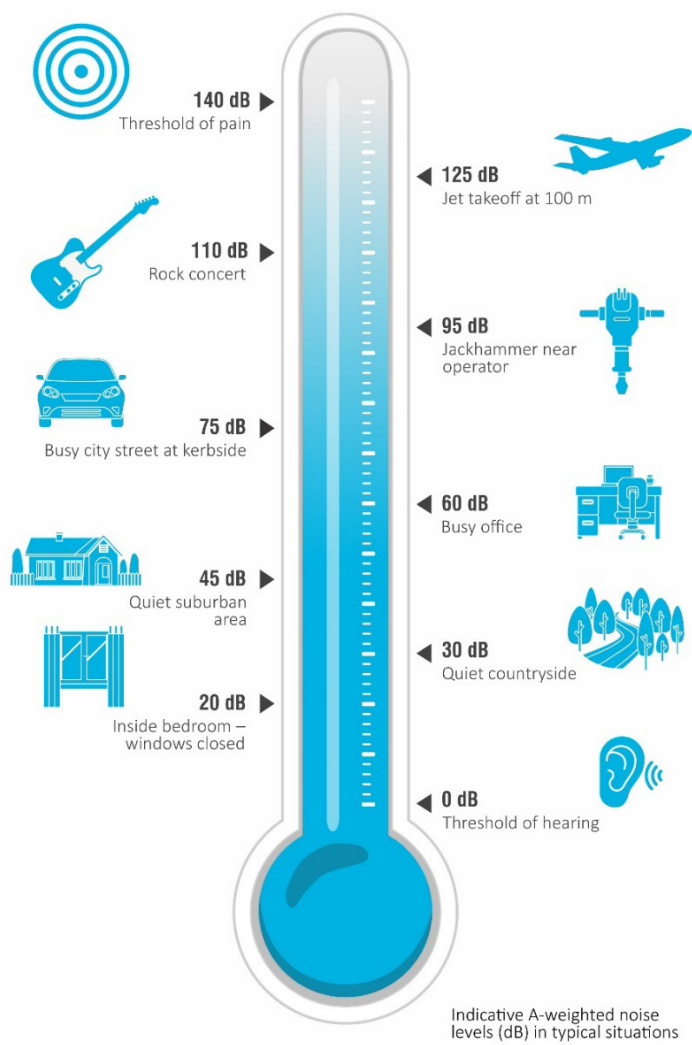 140 dB
Threshold of pain
125 dB
Jet takeoff at 100 m
110 dB
Rock concert
95 dB
Jackhammer near
operator
75 dB
Busy city street at kerbside
60 dB
Busy office
45 dB
Quiet suburban
area
30 dB
Quiet countryside
20 dB
Inside bedroom –
windows closed
0 dB
Threshold of hearing
Indicative A-weighted noise
levels (dB) in typical situations